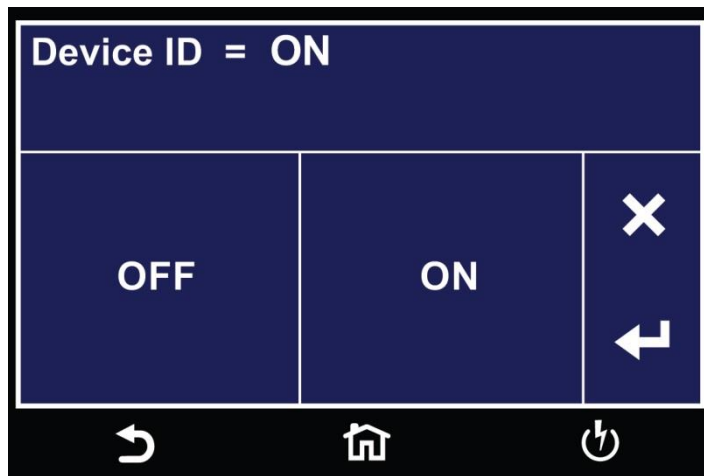 Device ID = ON
OFF
ON